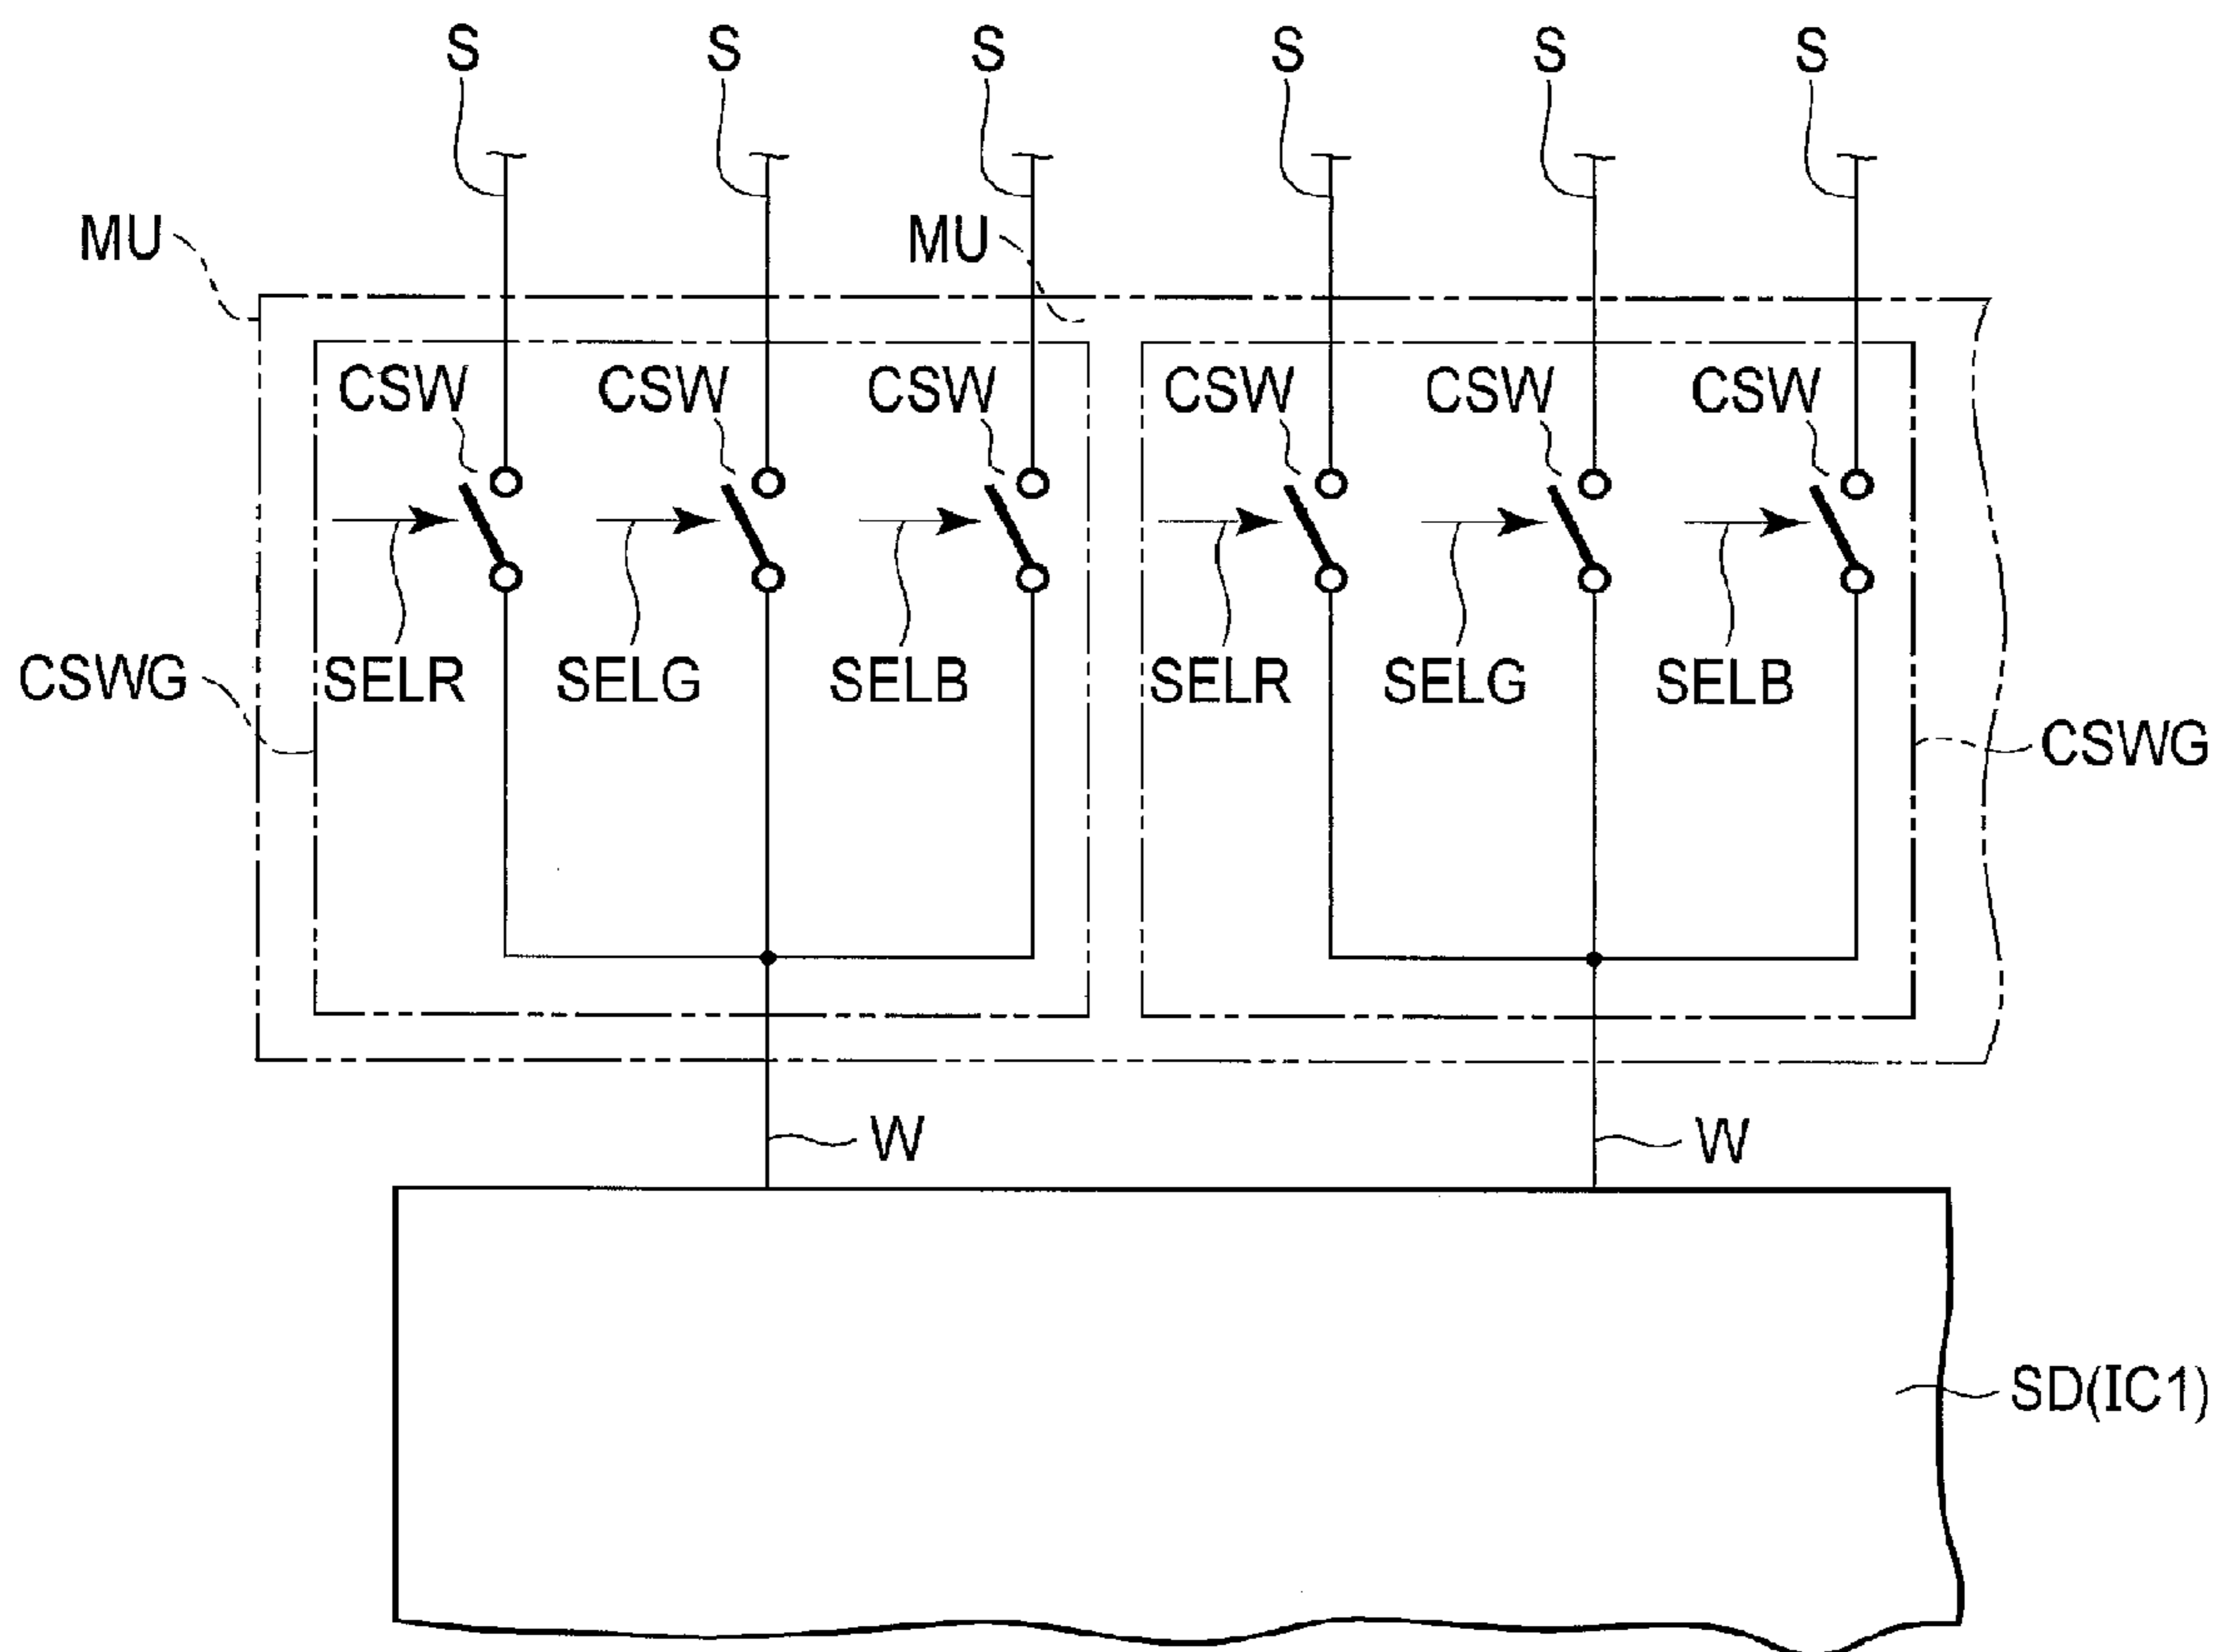 S S S S S S
MU MU
CSW CSW CSW CSW CSW CSW
CSWG SELR SELG SELB SELR SELG SELB
CSWG
W W
SD(IC1)